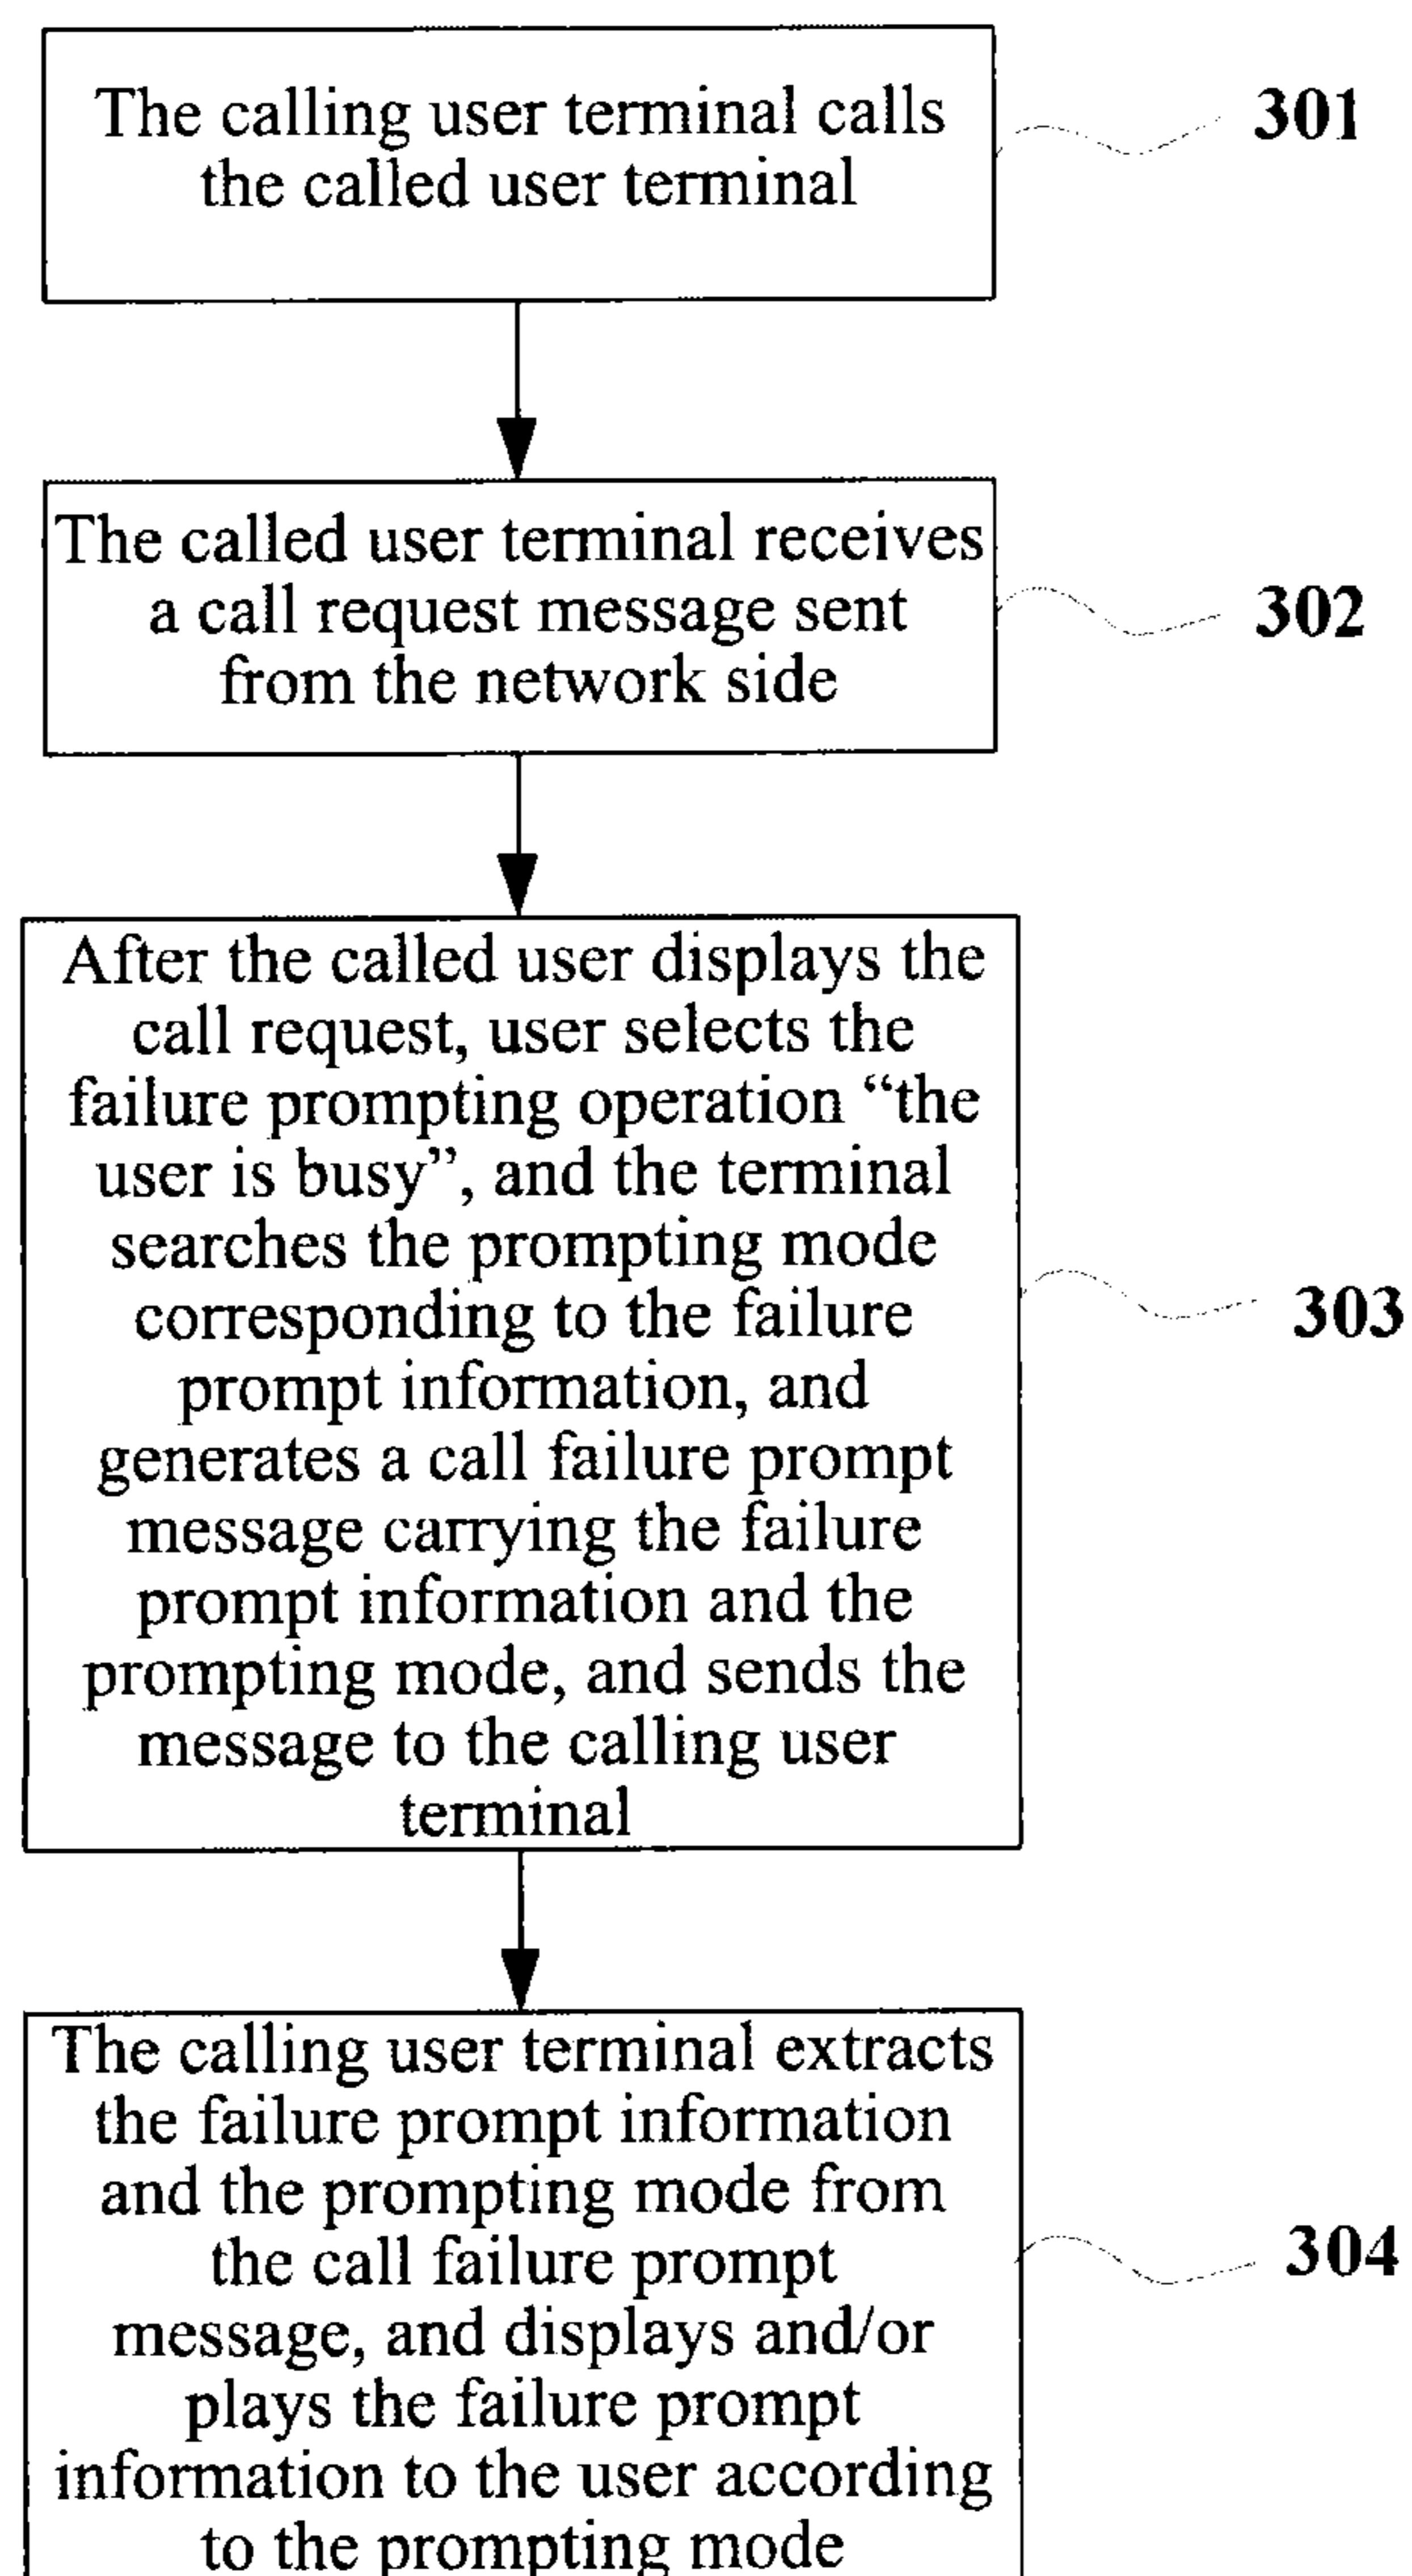 The calling user terminal calls
the called user terminal
301
The called user terminal receives
a call request message sent
from the network side
302
After the called user displays the
call request, user selects the
failure prompting operation “the
user is busy”, and the terminal
searches the prompting mode
corresponding to the failure
prompt information, and
generates a call failure prompt
message carrying the failure
prompt information and the
prompting mode, and sends the
message to the calling user
terminal
303
The calling user terminal extracts
the failure prompt information
and the prompting mode from
the call failure prompt
message, and displays and/or
plays the failure prompt
information to the user according
to the prompting mode
304